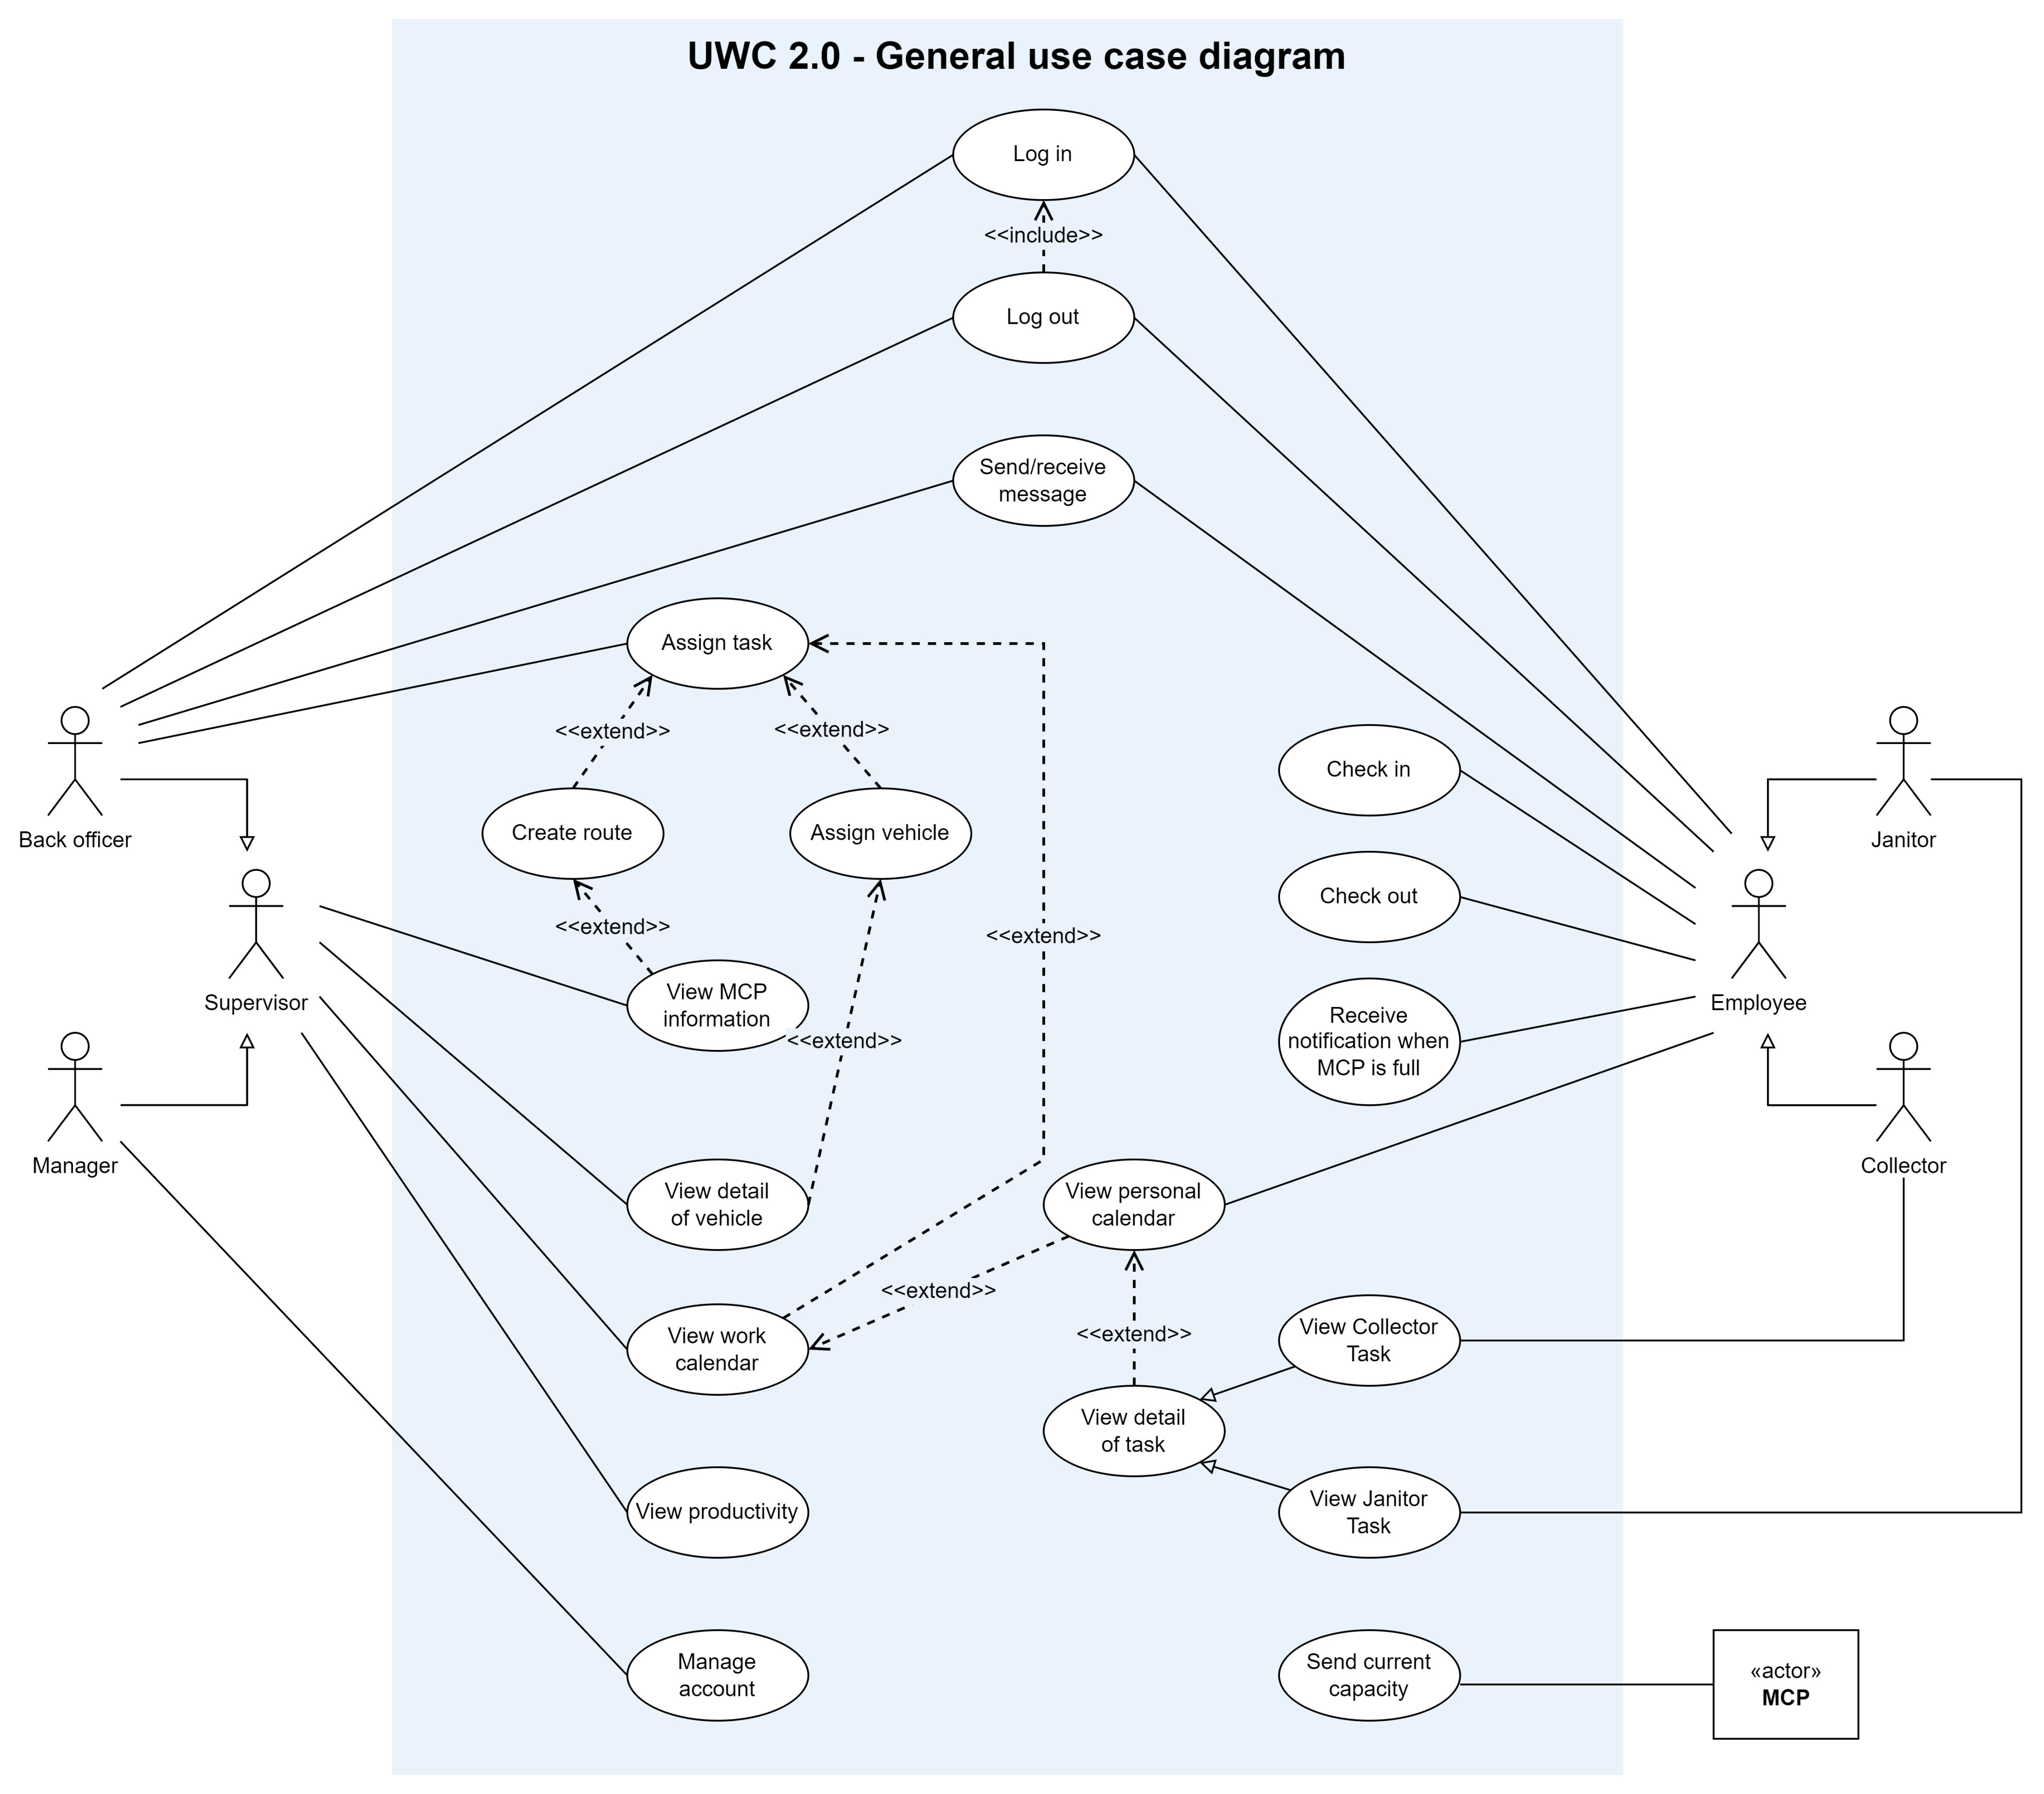 UWC 2.0 - General use case diagram
Log in
<<include>>
Log out
Send/receive
message
Assign task
<<extend>>
<<extend>>
Check in
Create route
Assign vehicle
Back officer
Janitor
Check out
<<extend>>
<<extend>>
View MCP
information
Supervisor
Employee
Receive
notification when
MCP is full
<<extend>>
Manager
Collector
View detail
of vehicle
View personal
calendar
<<extend>>
View work
calendar
<<extend>>
View Collector
Task
View detail
of task
View productivity
View Janitor
Task
Manage
account
Send current
capacity
«actor»
MCP